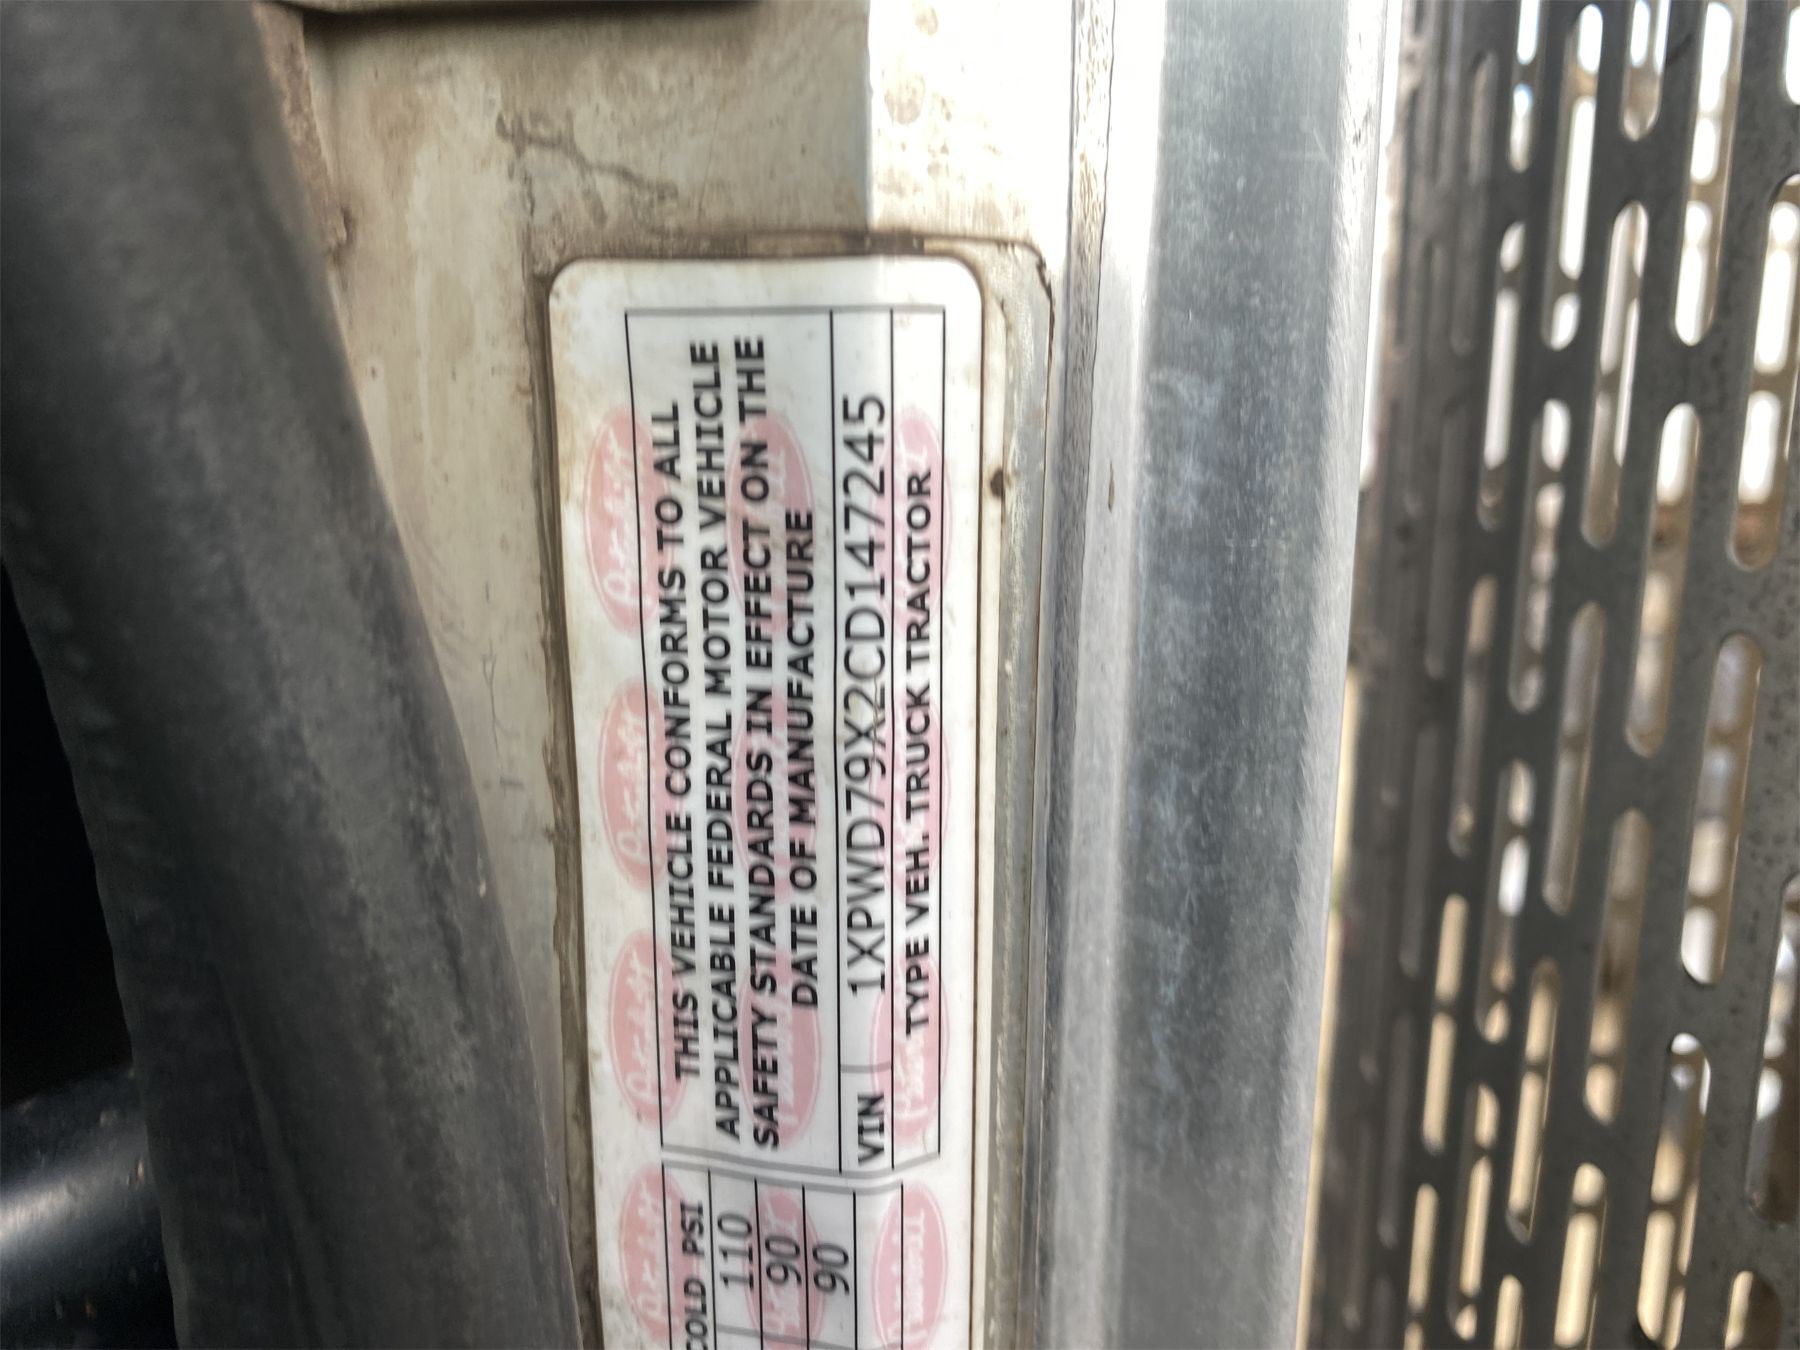 THIS VEHICLE CONFORMS TO ALL
APPLICABLE FEDERAL MOTOR VEHICLE
SAFETY STANDARDS IN EFFECT ON THE
DATE OF MANUFACTURE
VIN 1XPWD79X2CD147245
TYPE VEH.. TRUCK TRACTOR
COLD PSI
110
90
90
Peterbilt